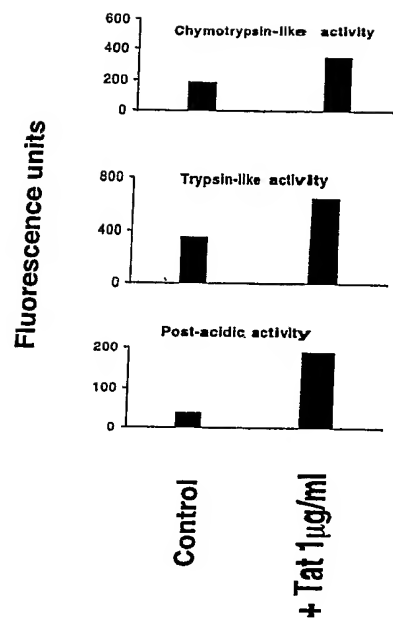 Fluorescence units
Chymotrypsin-like activity
600
400
200
0
Trypsin-like activity
800
400
0
Post-acidic activity
200
100
0
Control
+ Tat 1µg/ml